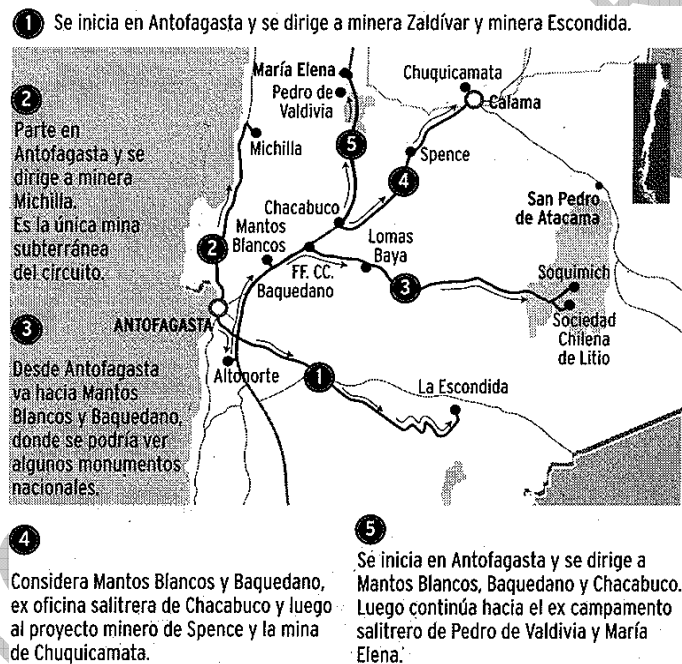 1 Se inicia en Antofagasta y se dirige a minera Zaldívar y minera Escondida.
2
Parte en
Antofagasta y se
dirige a minera
Michilla.
Es la única mina
subterránea
del circuito.
3
Desde Antofagasta
va hacia Mantos
Blancos y Baquedano,
donde se podría ver
algunos monumentos
nacionales.
María Elena
Pedro de
Valdivia
Chuquicamata
Calama
Michilla
5
Spence
4
Chacabuco
San Pedro
de Atacama
Mantos
Blancos
2
Lomas
Baya
FF. CC.
Baquedano
3
Soquimich
ANTOFAGASTA
Sociedad
Chilena
de Litio
Altonorte
1
La Escondida
4
Considera Mantos Blancos y Baquedano,
ex oficina salitrera de Chacabuco y luego
al proyecto minero de Spence y la mina
de Chuquicamata.
5
Se inicia en Antofagasta y se dirige a
Mantos Blancos, Baquedano y Chacabuco.
Luego continúa hacia el ex campamento
salitrero de Pedro de Valdivia y María
Elena.